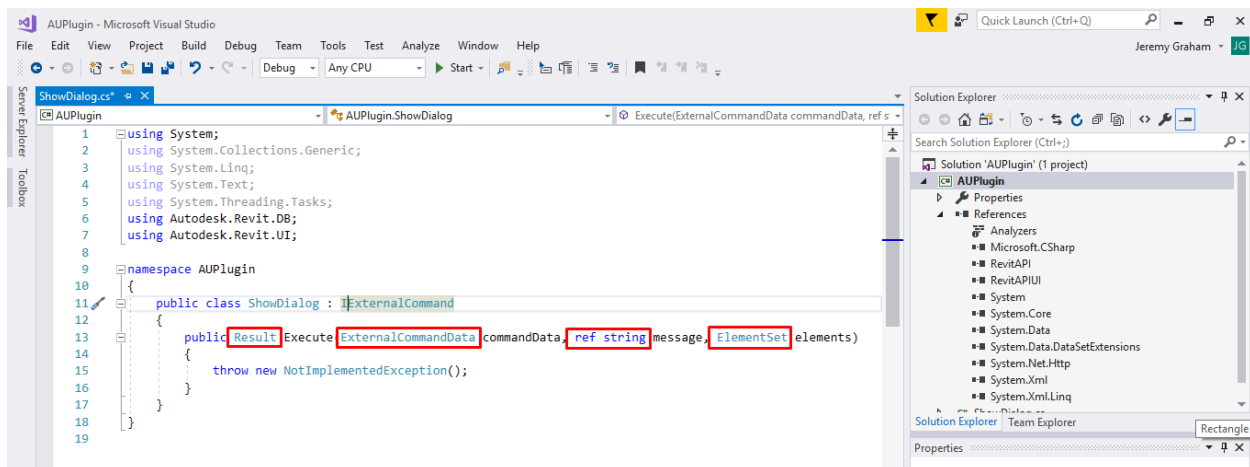 AUPlugin - Microsoft Visual Studio
Quick Launch (Ctrl+Q)
File Edit View Project Build Debug Team Tools Test Analyze Window Help
Jeremy Graham JG
Debug Any CPU Start
Server Explorer
Toolbox
ShowDialog.cs*
C# AUPlugin AUPlugin.ShowDialog Execute(ExternalCommandData commandData, ref s
1 using System;
2 using System.Collections.Generic;
3 using System.Linq;
4 using System.Text;
5 using System.Threading.Tasks;
6 using Autodesk.Revit.DB;
7 using Autodesk.Revit.UI;
8
9 namespace AUPlugin
10 {
11 public class ShowDialog : IExternalCommand
12 {
13 public Result Execute(ExternalCommandData commandData, ref string message, ElementSet elements)
14 {
15 throw new NotImplementedException();
16 }
17 }
18 }
19
Solution Explorer
Search Solution Explorer (Ctrl+;)
Solution 'AUPlugin' (1 project)
C# AUPlugin
Properties
References
Analyzers
Microsoft.CSharp
RevitAPI
RevitAPIUI
System
System.Core
System.Data
System.Data.DataSetExtensions
System.Net.Http
System.Xml
System.Xml.Linq
Solution Explorer Team Explorer
Rectangle
Properties